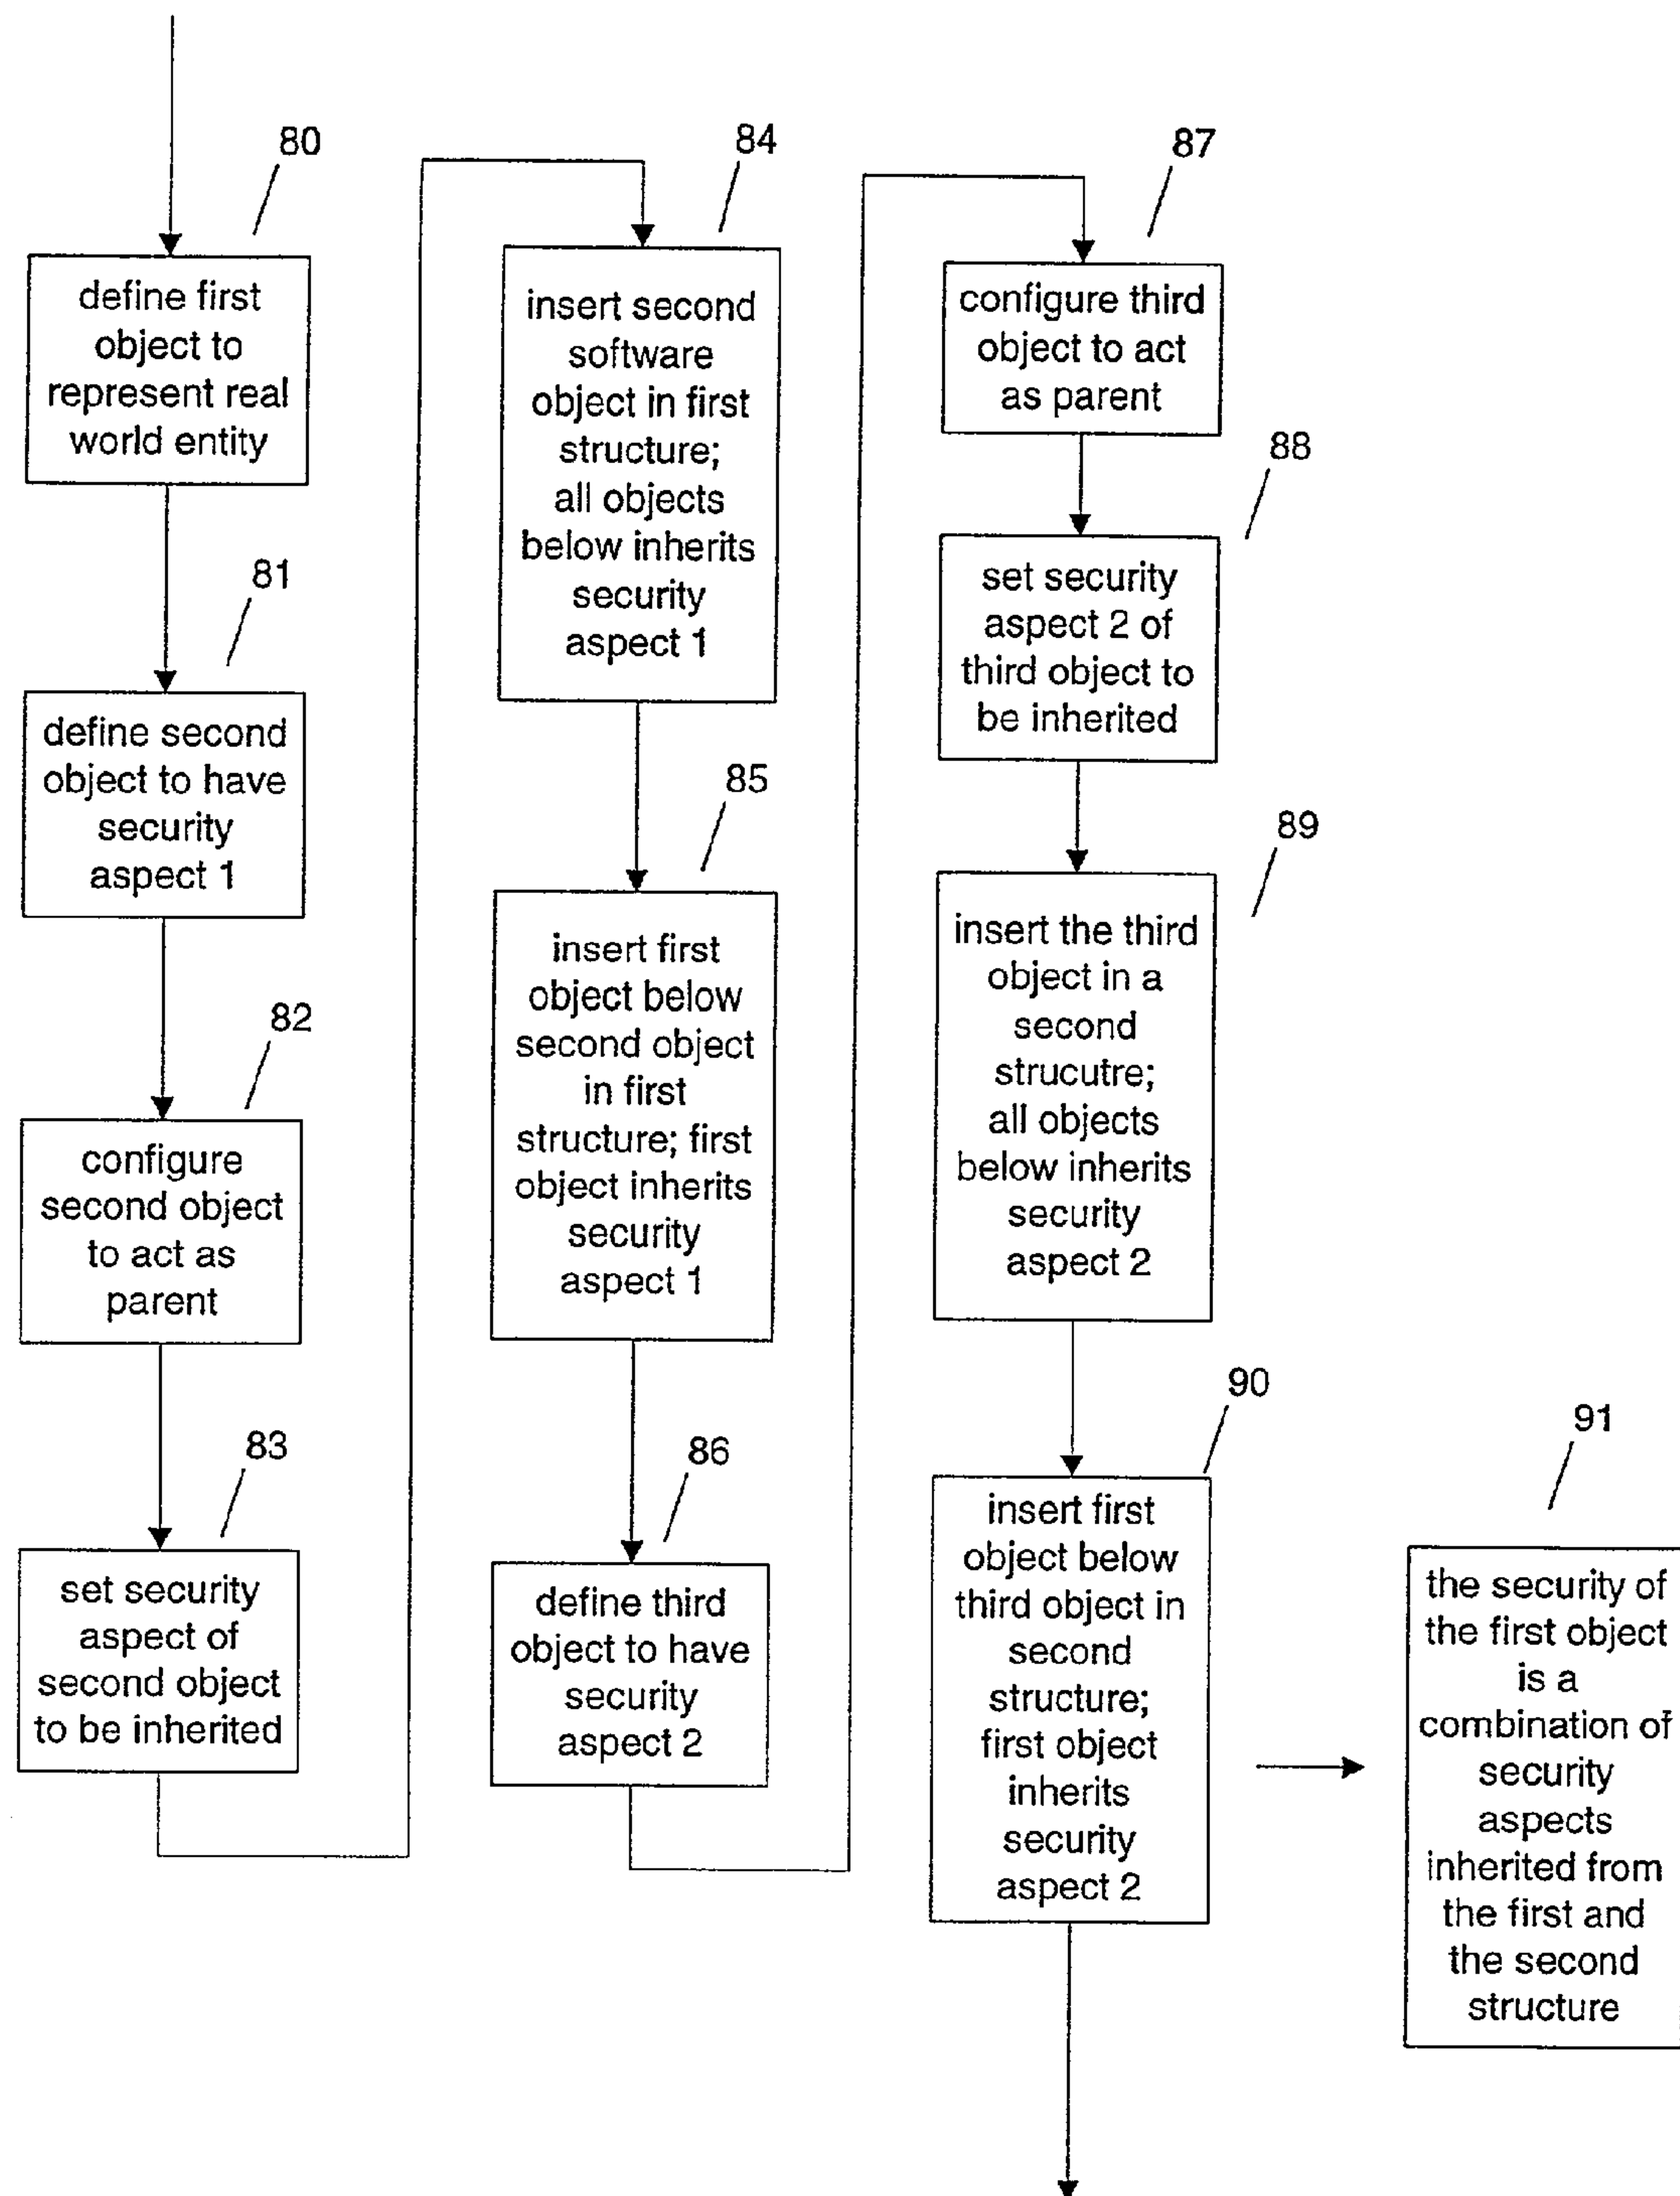 80
define first
object to
represent real
world entity
81
define second
object to have
security
aspect 1
82
configure
second object
to act as
parent
83
set security
aspect of
second object
to be inherited
84
insert second
software
object in first
structure;
all objects
below inherits
security
aspect 1
85
insert first
object below
second object
in first
structure; first
object inherits
security
aspect 1
86
define third
object to have
security
aspect 2
87
configure third
object to act
as parent
88
set security
aspect 2 of
third object to
be inherited
89
insert the third
object in a
second
strucutre;
all objects
below inherits
security
aspect 2
90
insert first
object below
third object in
second
structure;
first object
inherits
security
aspect 2
91
the security of
the first object
is a
combination of
security
aspects
inherited from
the first and
the second
structure